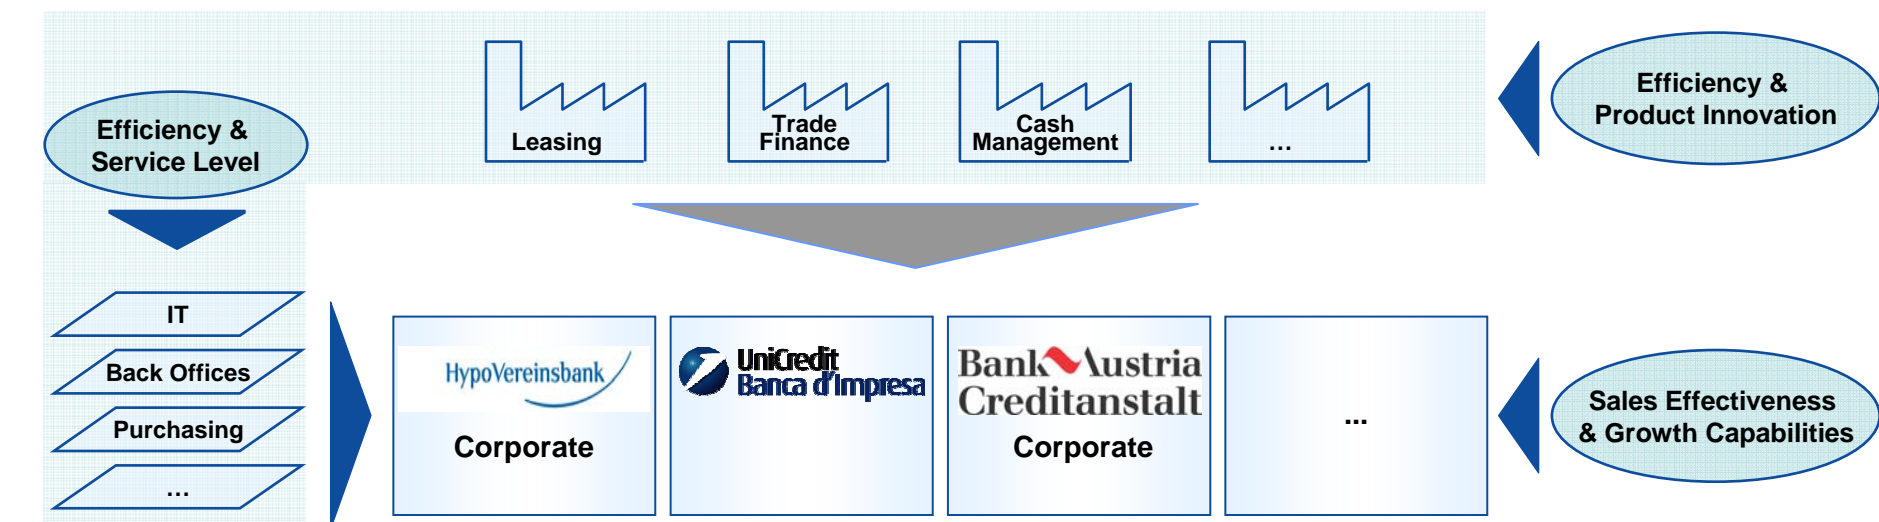 Efficiency &
Service Level
Leasing
Trade
Finance
Cash
Management
…
Efficiency &
Product Innovation
IT
Back Offices
Purchasing
…
HypoVereinsbank
Corporate
UniCredit
Banca d'Impresa
Bank Austria
Creditanstalt
Corporate
...
Sales Effectiveness
& Growth Capabilities